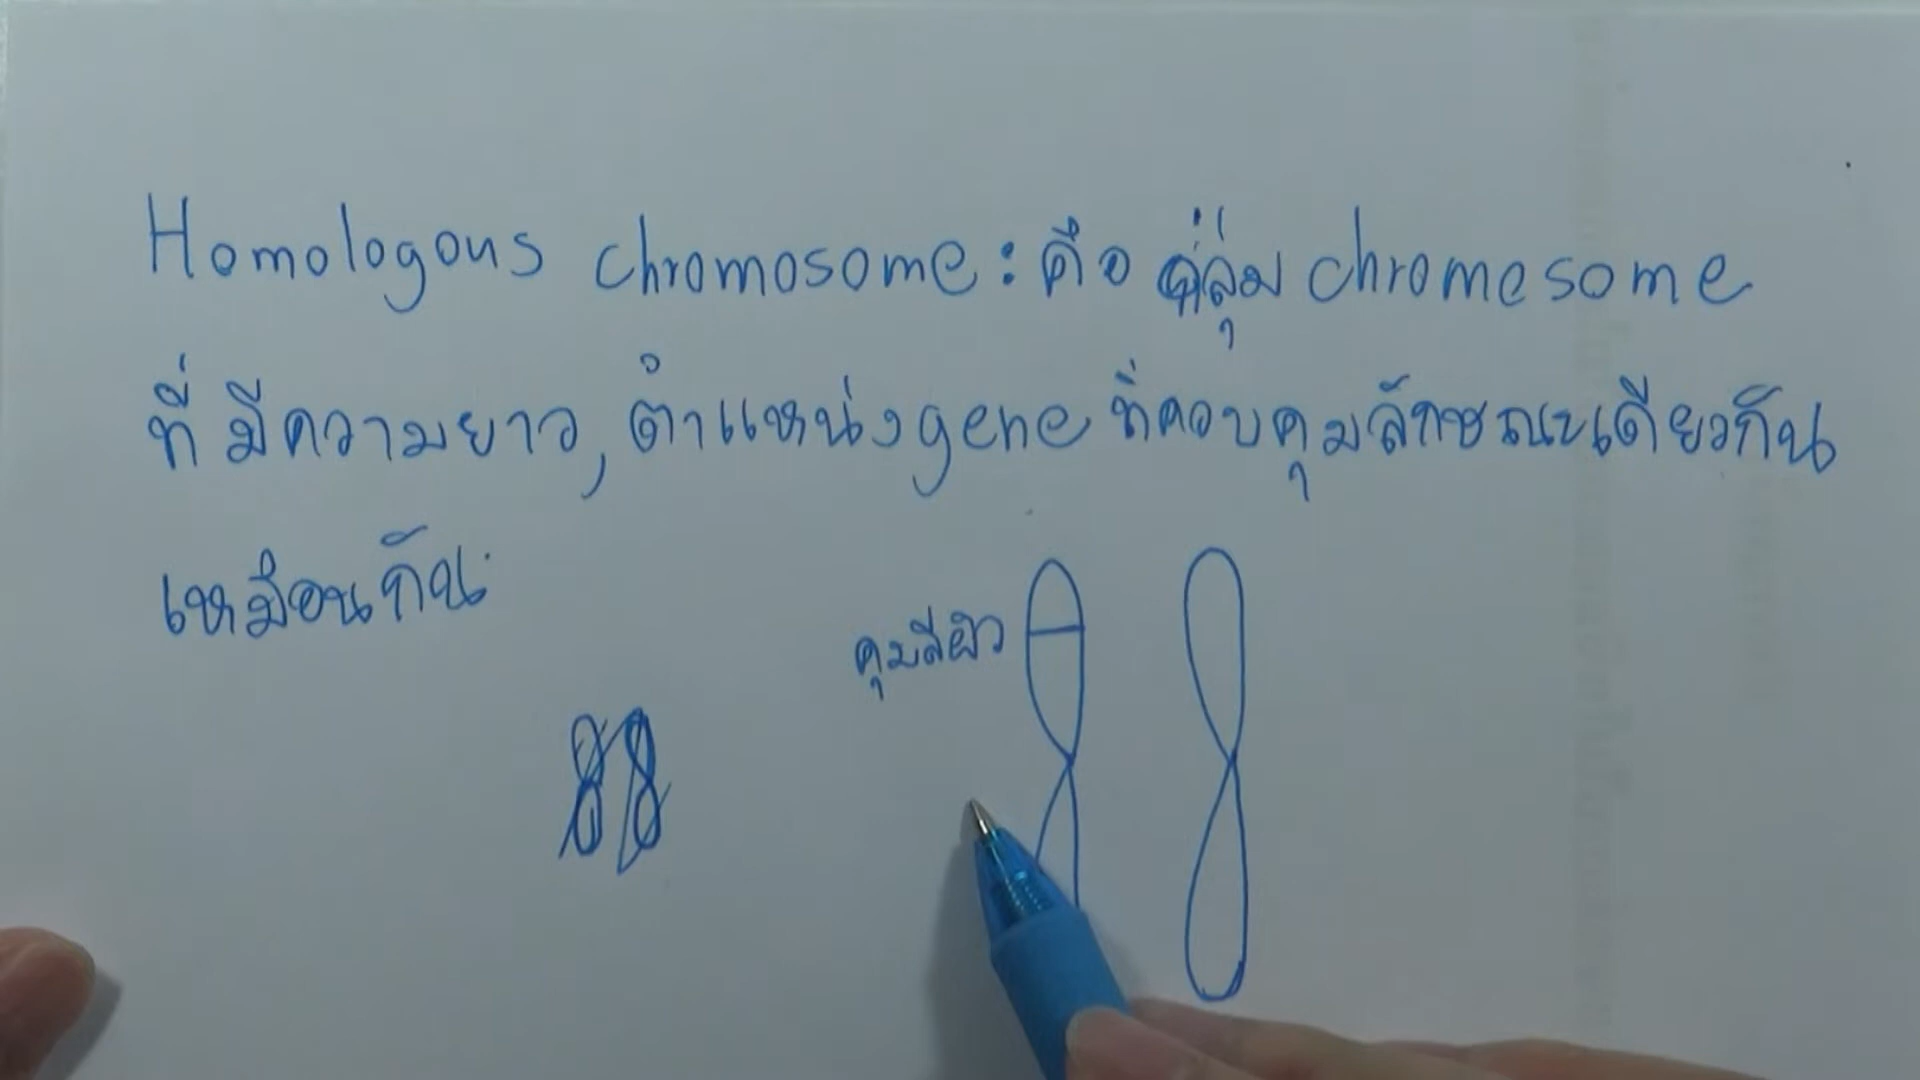 Homologous chromosome: คือ กลุ่ม chromosome
ที่มีความยาว, ตำแหน่ง gene ที่ควบคุมลักษณะเดียวกัน
เหมือนกัน
คุมสีผิว